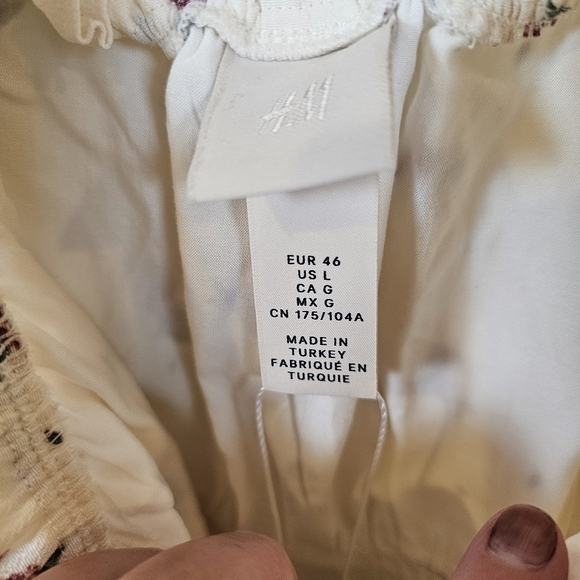 H&M
EUR 46
US L
CA G
MX G
CN 175/104A
MADE IN
TURKEY
FABRIQUÉ EN
TURQUIE